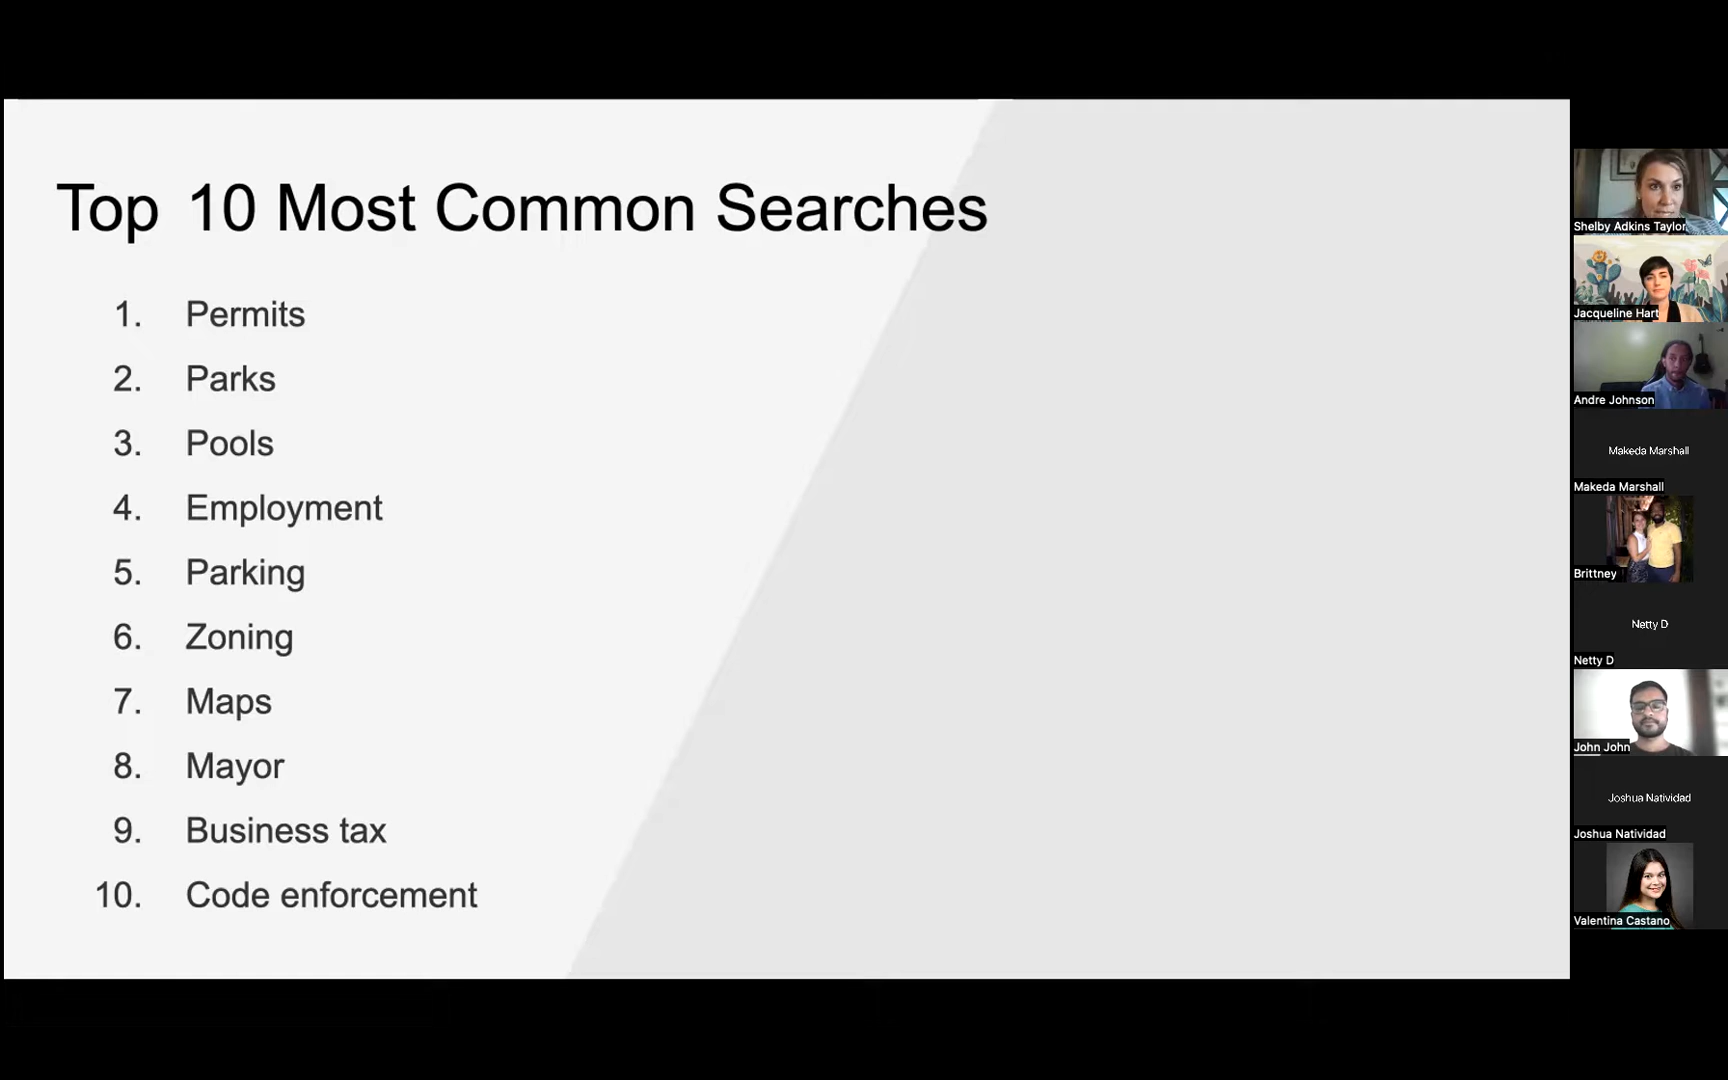 Top 10 Most Common Searches
1. Permits
2. Parks
3. Pools
4. Employment
5. Parking
6. Zoning
7. Maps
8. Mayor
9. Business tax
10. Code enforcement
Shelby Adkins Taylor
Jacqueline Hart
Andre Johnson
Makeda Marshall
Makeda Marshall
Brittney
Netty D
Netty D
John John
Joshua Natividad
Joshua Natividad
Valentina Castano